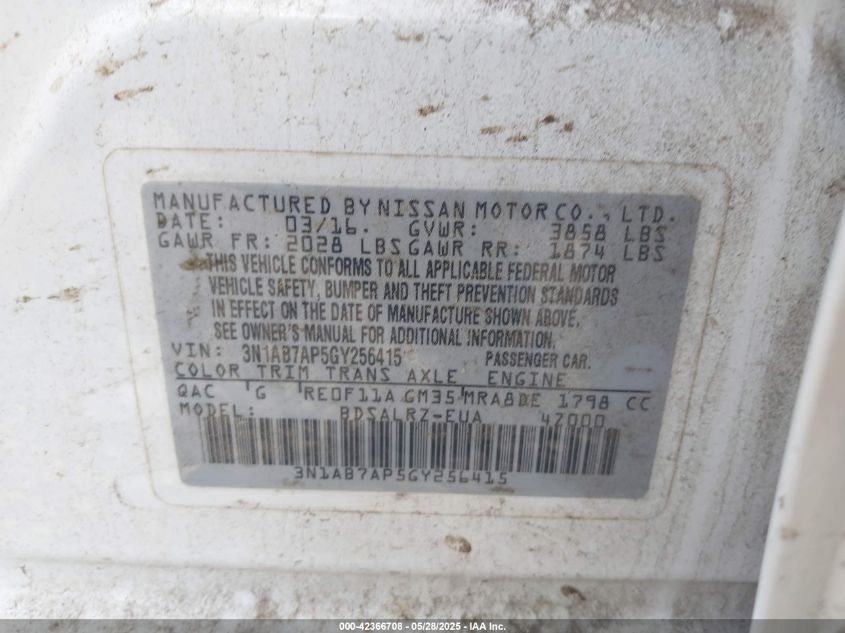 MANUFACTURED BY NISSAN MOTOR CO., LTD.
DATE: 03/16. GVWR: 3858 LBS
GAWR FR: 2028 LBS GAWR RR: 1874 LBS
THIS VEHICLE CONFORMS TO ALL APPLICABLE FEDERAL MOTOR
VEHICLE SAFETY, BUMPER AND THEFT PREVENTION STANDARDS
IN EFFECT ON THE DATE OF MANUFACTURE SHOWN ABOVE.
SEE OWNER'S MANUAL FOR ADDITIONAL INFORMATION.
VIN: 3N1AB7AP5GY256415 PASSENGER CAR.
COLOR TRIM TRANS AXLE ENGINE
QAC G RE0F11A GM35 MRA8DE 1798 CC
MODEL: BDSALRZ-EUA 4Z000
3N1AB7AP5GY256415
000-42366708 - 05/28/2025 - IAA Inc.